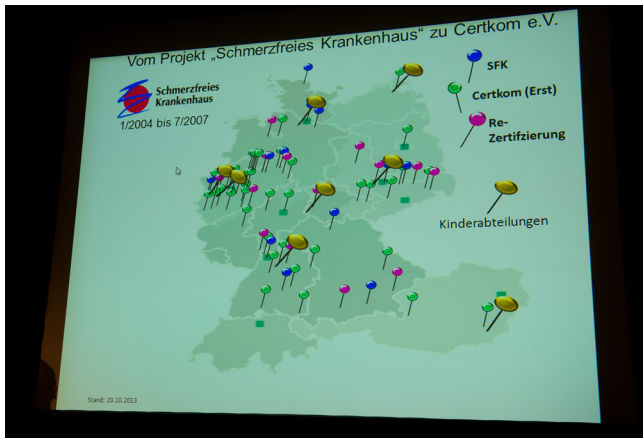 Vom Projekt „Schmerzfreies Krankenhaus“ zu Certkom e.V.
Schmerzfreies
Krankenhaus
1/2004 bis 7/2007
SFK
Certkom (Erst)
Re-
Zertifzierung
Kinderabteilungen
Stand: 20.10.2013